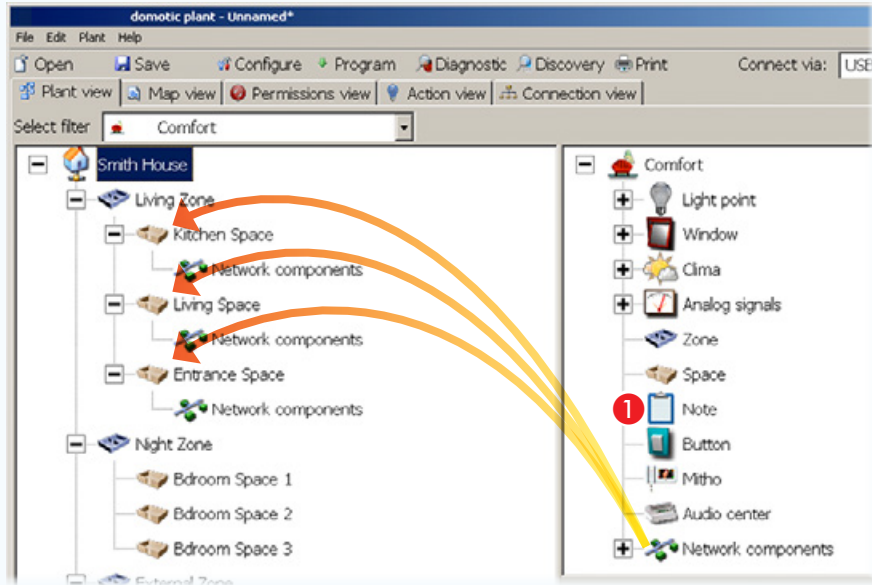 domotic plant - Unnamed*
File Edit Plant Help
Open Save Configure Program Diagnostic Discovery Print Connect via: USB
Plant view Map view Permissions view Action view Connection view
Select filter Comfort
Smith House
Living Zone
Kitchen Space
Network components
Living Space
Network components
Entrance Space
Network components
Night Zone
Bdroom Space 1
Bdroom Space 2
Bdroom Space 3
External Zone
Comfort
Light point
Window
Clima
Analog signals
Zone
Space
1 Note
Button
Mitho
Audio center
Network components